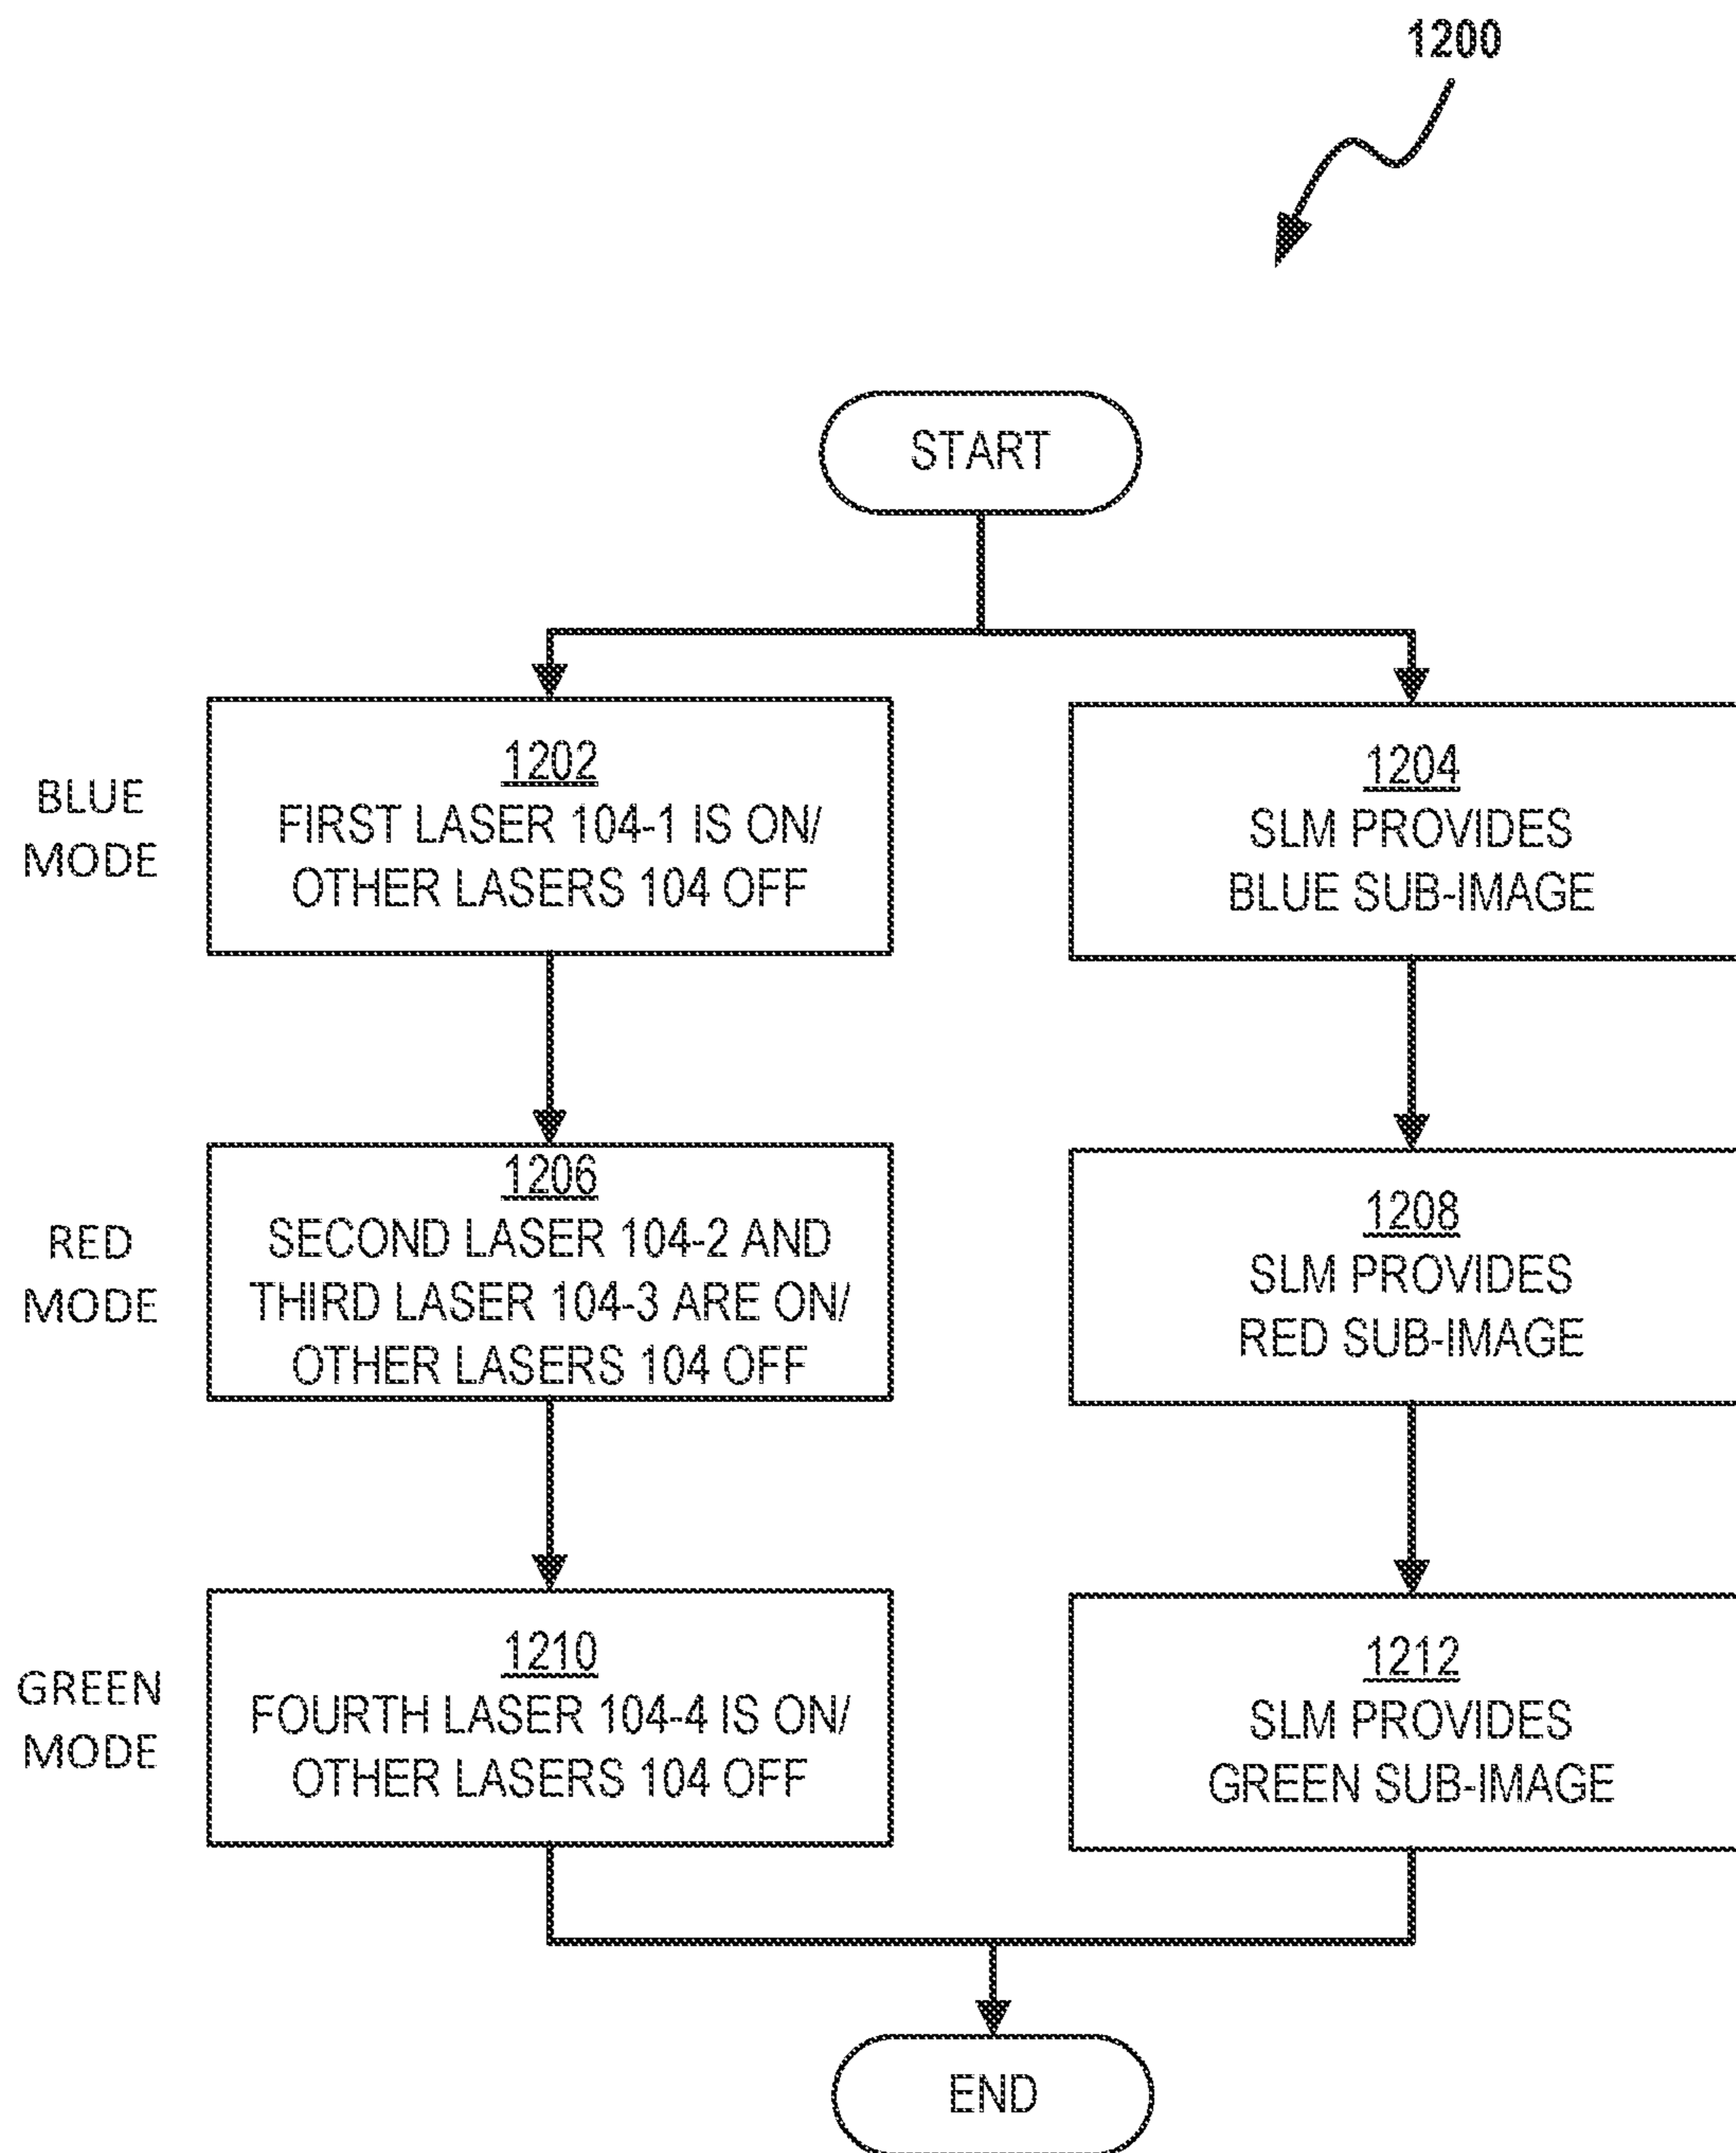 1200
START
BLUE
MODE
1202
FIRST LASER 104-1 IS ON/
OTHER LASERS 104 OFF
1204
SLM PROVIDES
BLUE SUB-IMAGE
RED
MODE
1206
SECOND LASER 104-2 AND
THIRD LASER 104-3 ARE ON/
OTHER LASERS 104 OFF
1208
SLM PROVIDES
RED SUB-IMAGE
GREEN
MODE
1210
FOURTH LASER 104-4 IS ON/
OTHER LASERS 104 OFF
1212
SLM PROVIDES
GREEN SUB-IMAGE
END